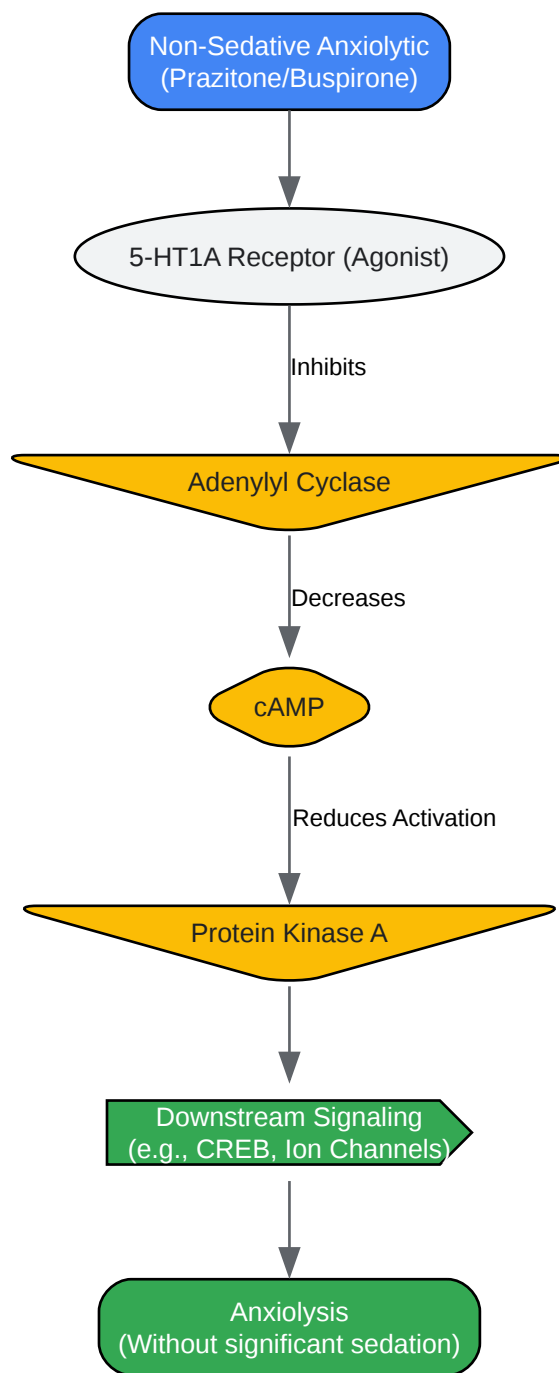 Non-Sedative Anxiolytic
(Prazitone/Buspirone)
5-HT1A Receptor (Agonist)
Inhibits
Adenylyl Cyclase
Decreases
cAMP
Reduces Activation
Protein Kinase A
Downstream Signaling
(e.g., CREB, Ion Channels)
Anxiolysis
(Without significant sedation)